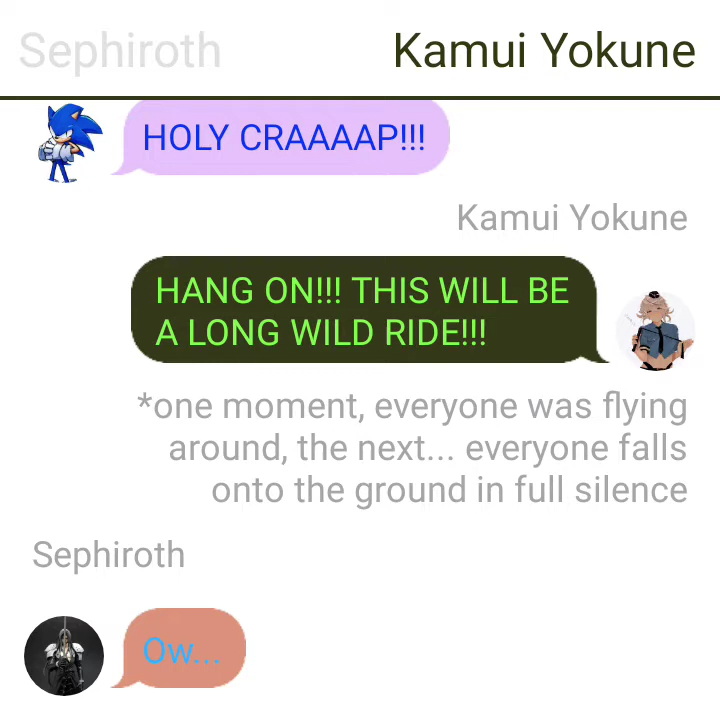 Sephiroth
Kamui Yokune
HOLY CRAAAAP!!!
Kamui Yokune
HANG ON!!! THIS WILL BE
A LONG WILD RIDE!!!
*one moment, everyone was flying
around, the next... everyone falls
onto the ground in full silence
Sephiroth
Ow...